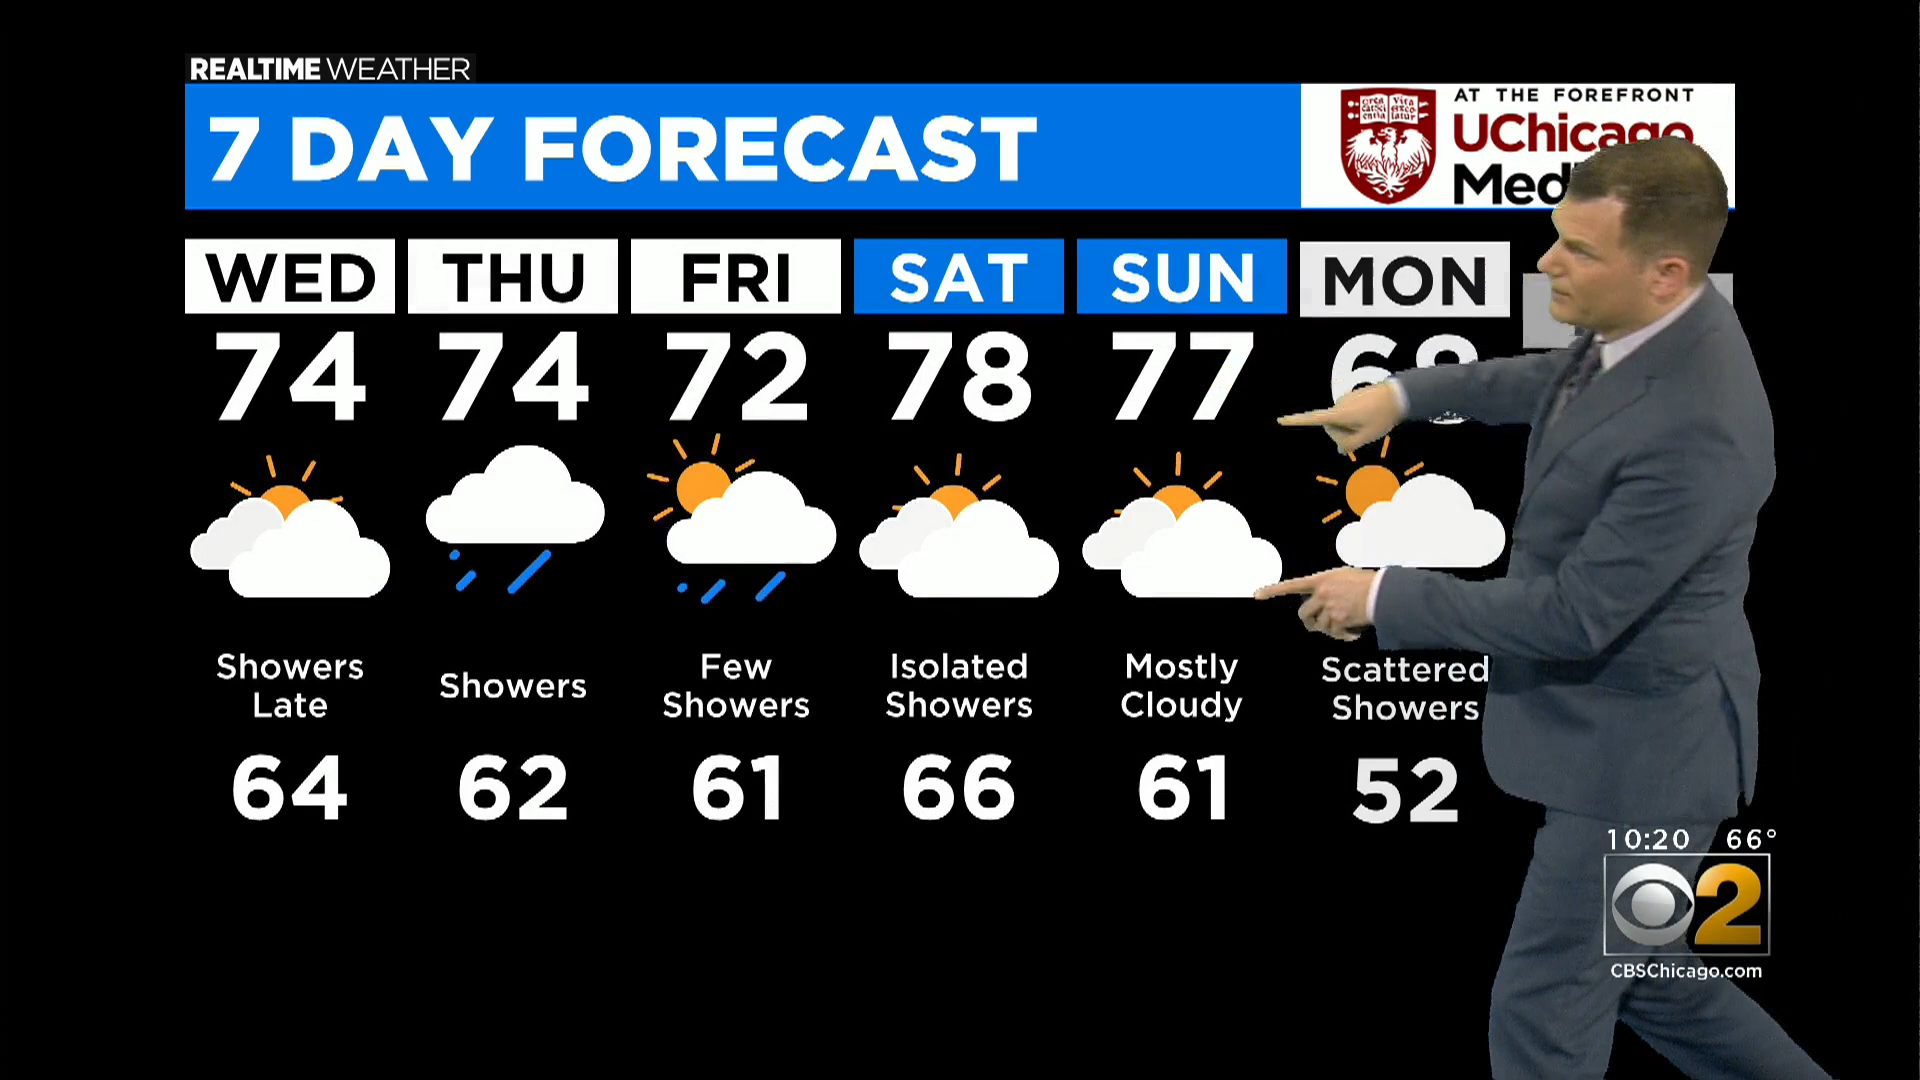 REALTIME WEATHER
7 DAY FORECAST
AT THE FOREFRONT
UChicago
WED THU FRI SAT SUN MON
74 74 72 78 77
Showers Late
Showers
Few Showers
Isolated Showers
Mostly Cloudy
Scattered Showers
64 62 61 66 61 52
10:20 66°
2
CBSChicago.com